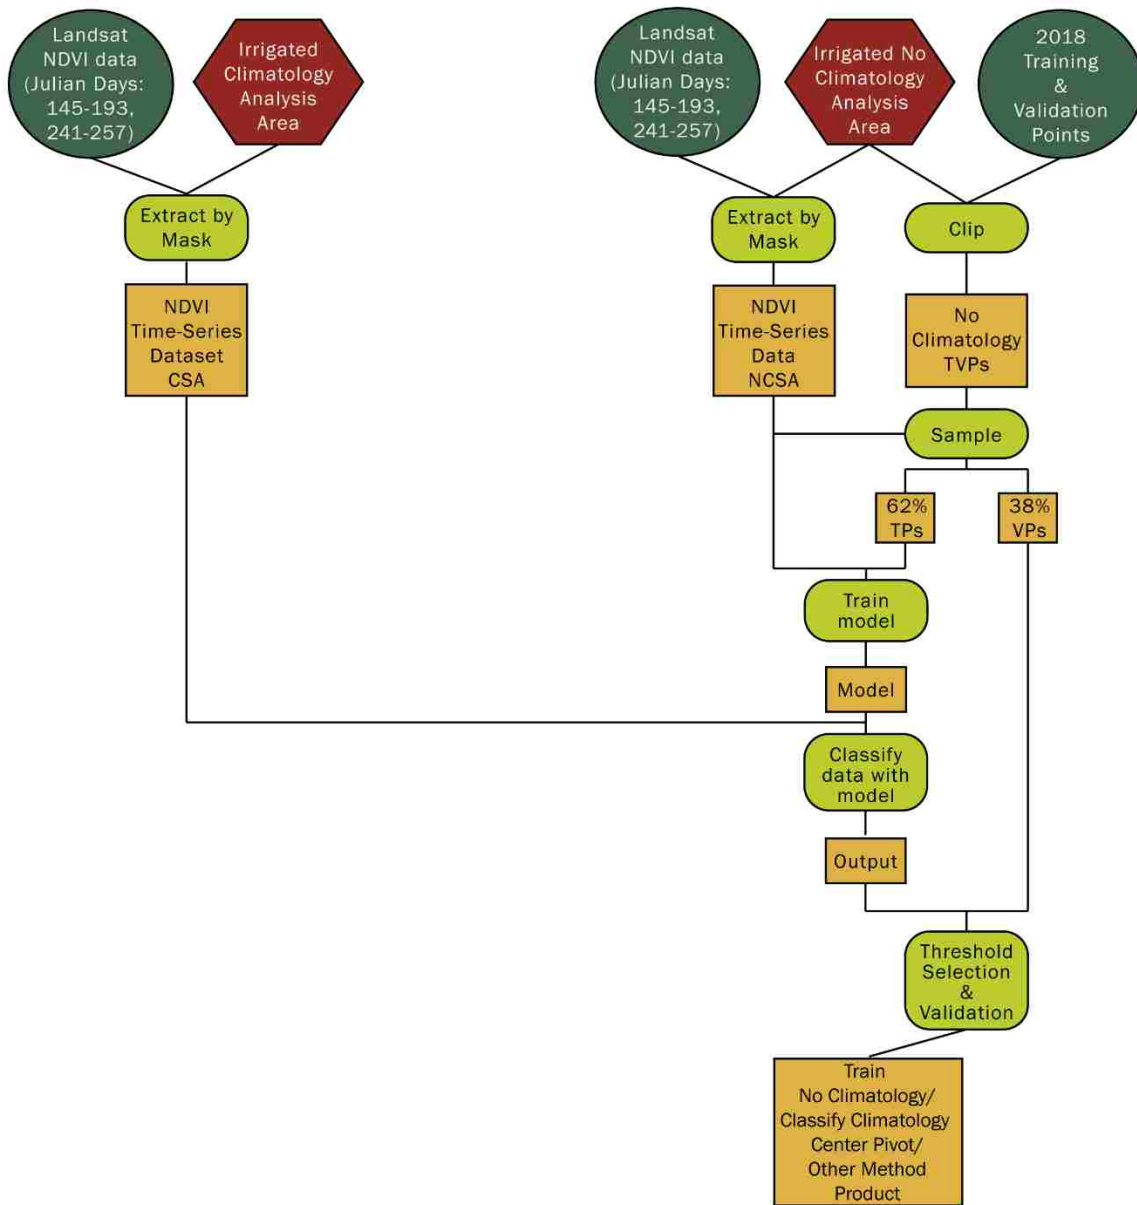 Landsat
NDVI data
(Julian Days:
145-193,
241-257)
Irrigated
Climatology
Analysis
Area
Landsat
NDVI data
(Julian Days:
145-193,
241-257)
Irrigated No
Climatology
Analysis
Area
2018
Training
&
Validation
Points
Extract by
Mask
Extract by
Mask
Clip
NDVI
Time-Series
Dataset
CSA
NDVI
Time-Series
Data
NCSA
No
Climatology
TVPs
Sample
62%
TPs
38%
VPs
Train
model
Model
Classify
data with
model
Output
Threshold
Selection
&
Validation
Train
No Climatology/
Classify Climatology
Center Pivot/
Other Method
Product